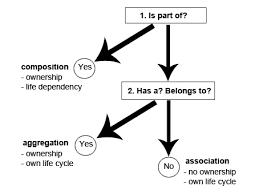 1. Is part of?
composition
- ownership
- life dependency
Yes
2. Has a? Belongs to?
aggregation
- ownership
- own life cycle
Yes
No
association
- no ownership
- own life cycle